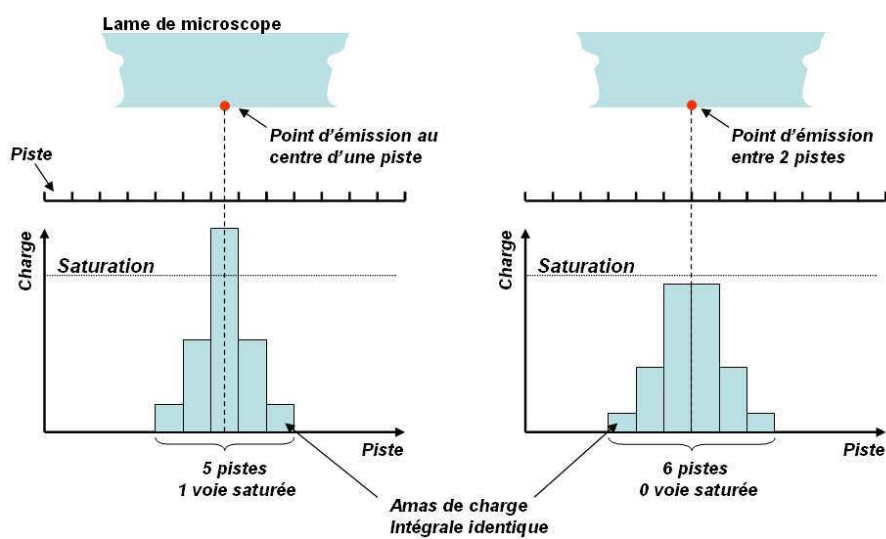 Lame de microscope
Point d'émission au
centre d'une piste
Piste
Charge
Saturation
Piste
5 pistes
1 voie saturée
Point d'émission
entre 2 pistes
Charge
Saturation
Piste
6 pistes
0 voie saturée
Amas de charge
Intégrale identique